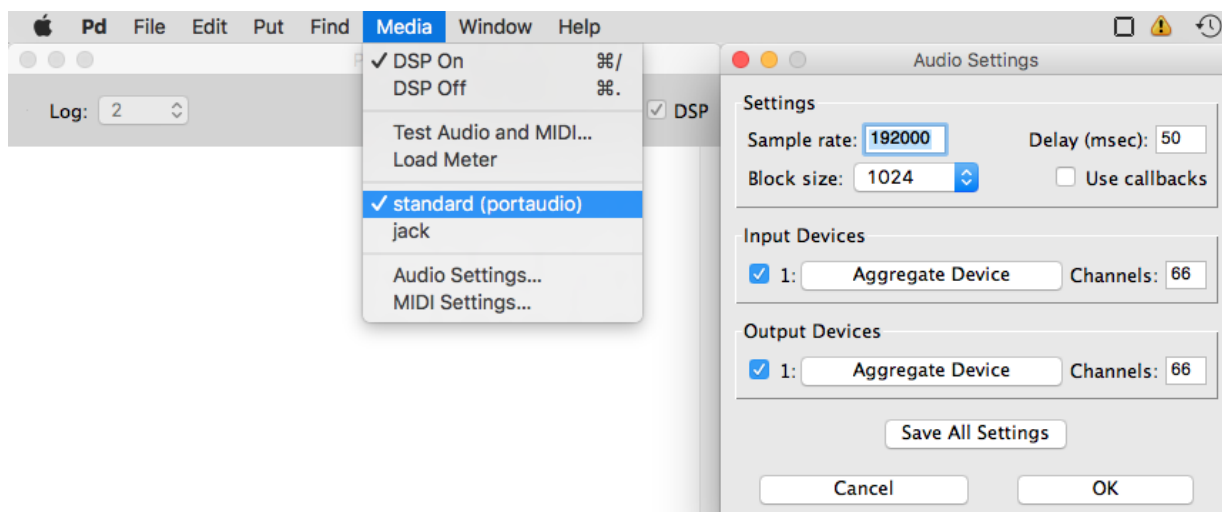 Pd File Edit Put Find Media Window Help
✓ DSP On ⌘/
DSP Off ⌘.
Test Audio and MIDI...
Load Meter
✓ standard (portaudio)
jack
Audio Settings...
MIDI Settings...
Log: 2
DSP
Audio Settings
Settings
Sample rate: 192000 Delay (msec): 50
Block size: 1024 Use callbacks
Input Devices
1: Aggregate Device Channels: 66
Output Devices
1: Aggregate Device Channels: 66
Save All Settings
Cancel OK